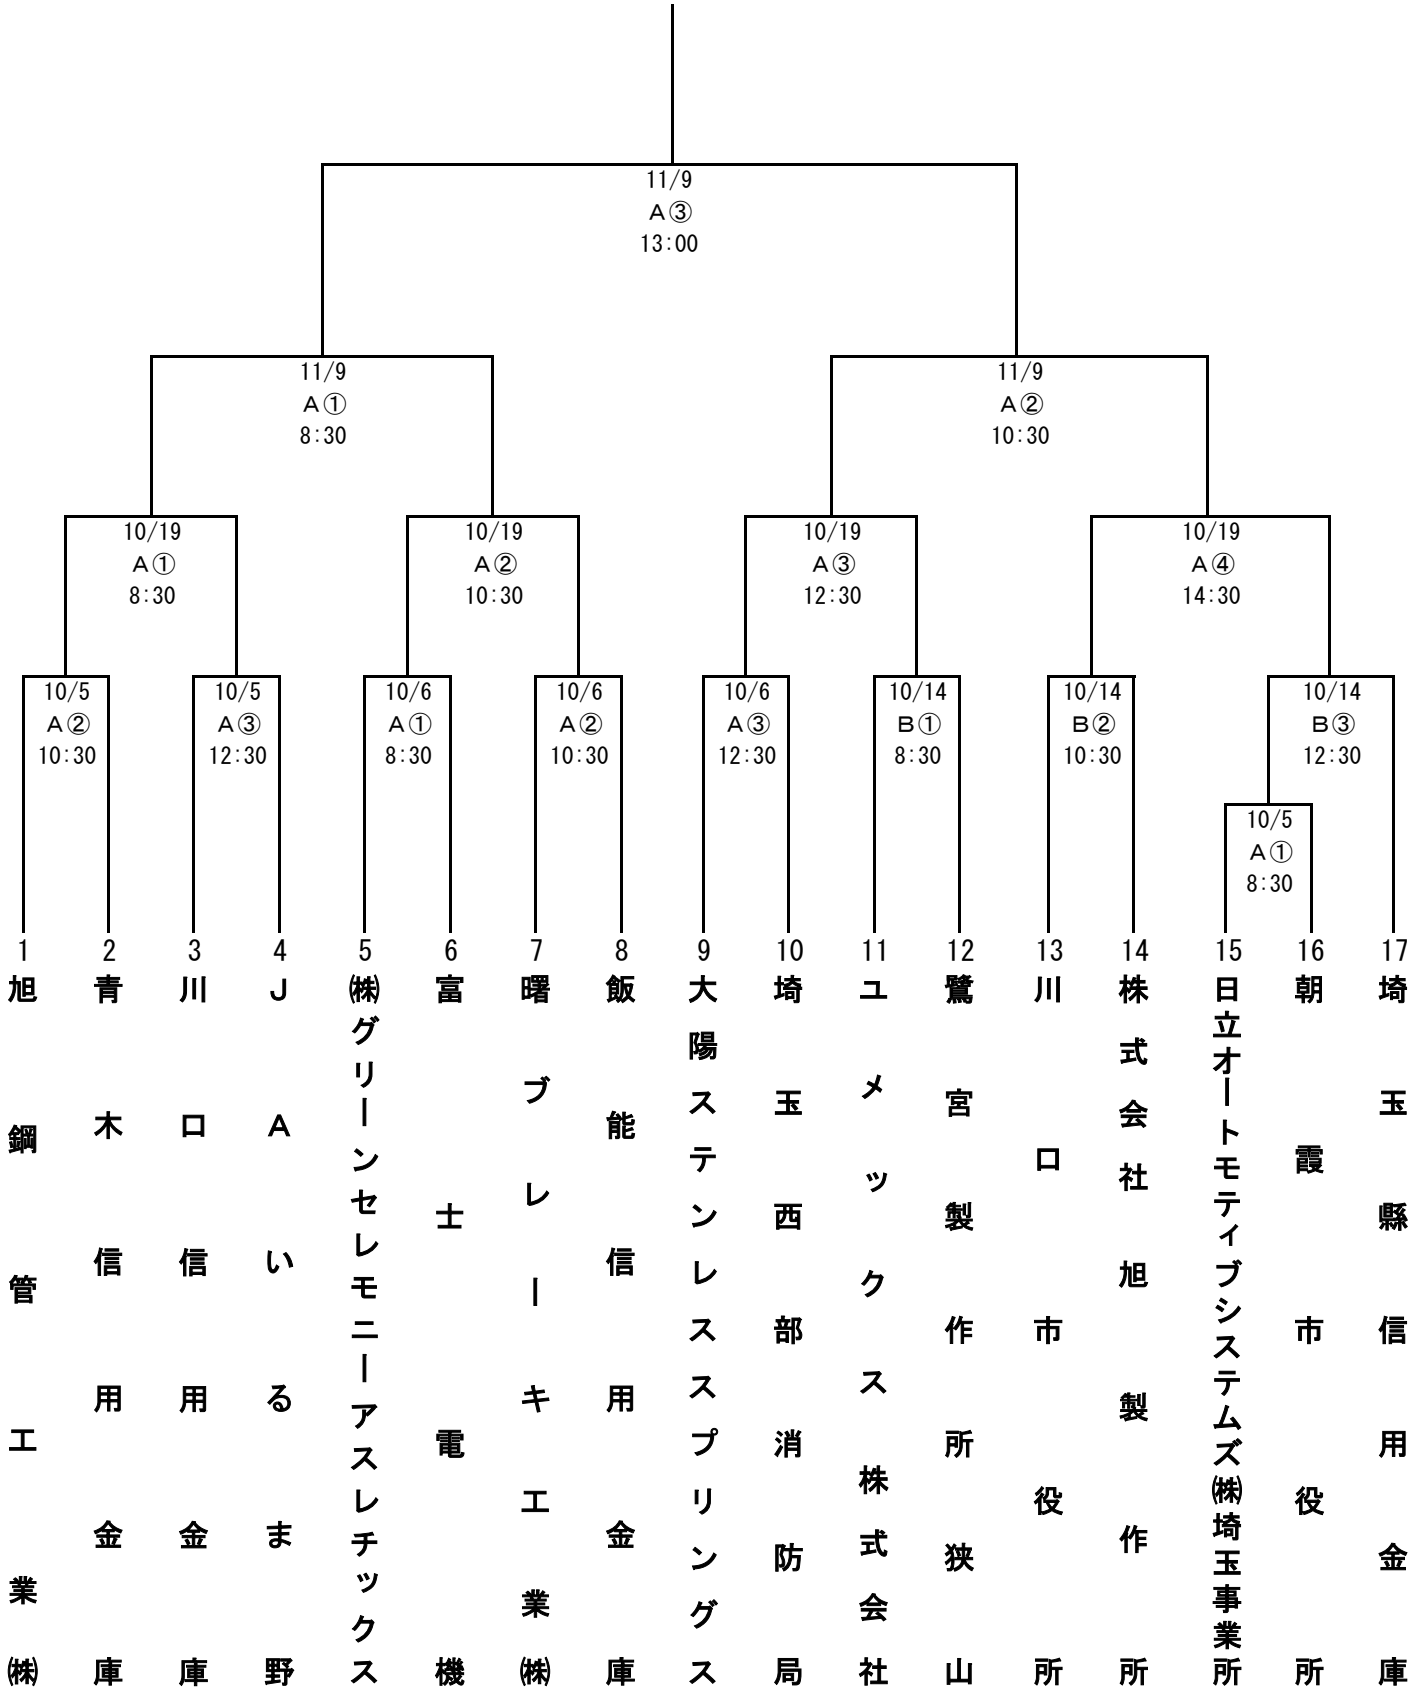 11/9
A③
13:00
11/9
A①
8:30
11/9
A②
10:30
10/19
A①
8:30
10/19
A②
10:30
10/19
A③
12:30
10/19
A④
14:30
10/5
A②
10:30
10/5
A③
12:30
10/6
A①
8:30
10/6
A②
10:30
10/6
A③
12:30
10/14
B①
8:30
10/14
B②
10:30
10/14
B③
12:30
10/5
A①
8:30
1
旭鋼管工業㈱
2
青木信用金庫
3
川口信用金庫
4
JAいるま野
5
㈱グリーンセレモニーアスレチックス
6
富士電機
7
曙ブレーキ工業㈱
8
飯能信用金庫
9
大陽ステンレススプリングス
10
埼玉西部消防局
11
ユメックス株式会社
12
鷺宮製作所狭山
13
川口市役所
14
株式会社旭製作所
15
日立オートモティブシステムズ㈱埼玉事業所
16
朝霞市役所
17
埼玉縣信用金庫